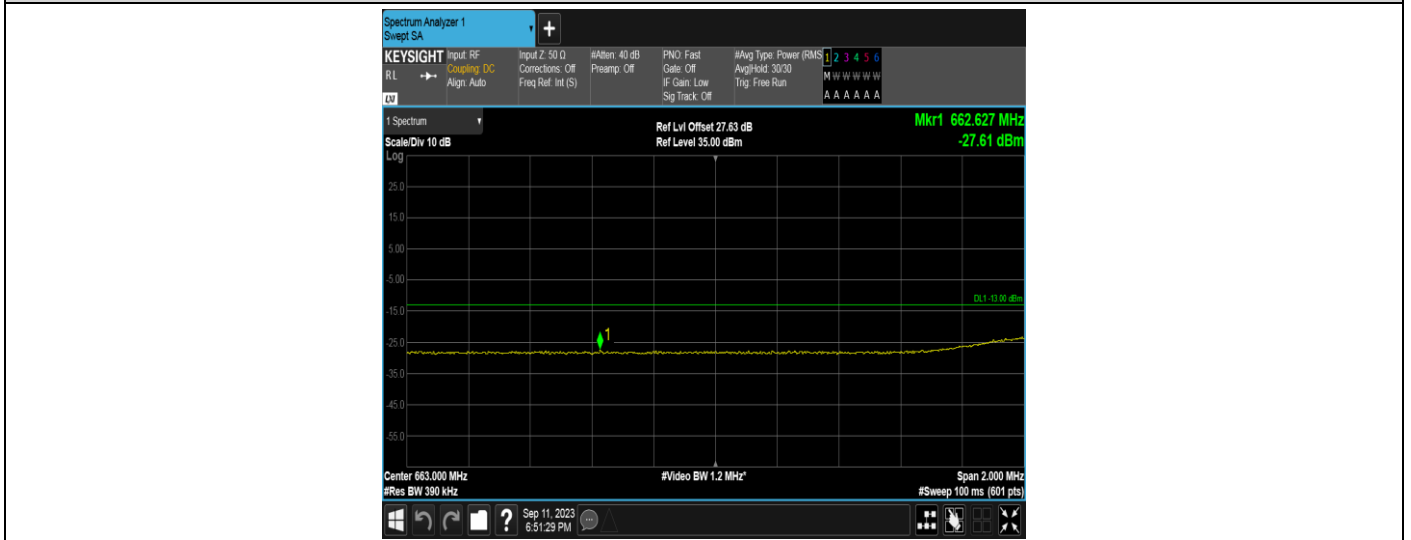 Spectrum Analyzer 1
Swept SA
+
KEYSIGHT Input: RF Input Z: 50 Ω #Atten: 40 dB PNO: Fast #Avg Type: Power (RMS 1 2 3 4 5 6
RL Coupling: DC Corrections: Off Preamp: Off Gate: Off Avg|Hold: 30/30 M W W W W W
Align: Auto Freq Ref: Int (S) IF Gain: Low Trig: Free Run
LXI Sig Track: Off A A A A A A
1 Spectrum Ref Lvl Offset 27.63 dB Mkr1 662.627 MHz
Scale/Div 10 dB Ref Level 35.00 dBm -27.61 dBm
Log
25.0
15.0
5.00
-5.00
DL1 -13.00 dBm
-15.0
1
-25.0
-35.0
-45.0
-55.0
Center 663.000 MHz #Video BW 1.2 MHz* Span 2.000 MHz
#Res BW 390 kHz #Sweep 100 ms (601 pts)
? Sep 11, 2023
6:51:29 PM